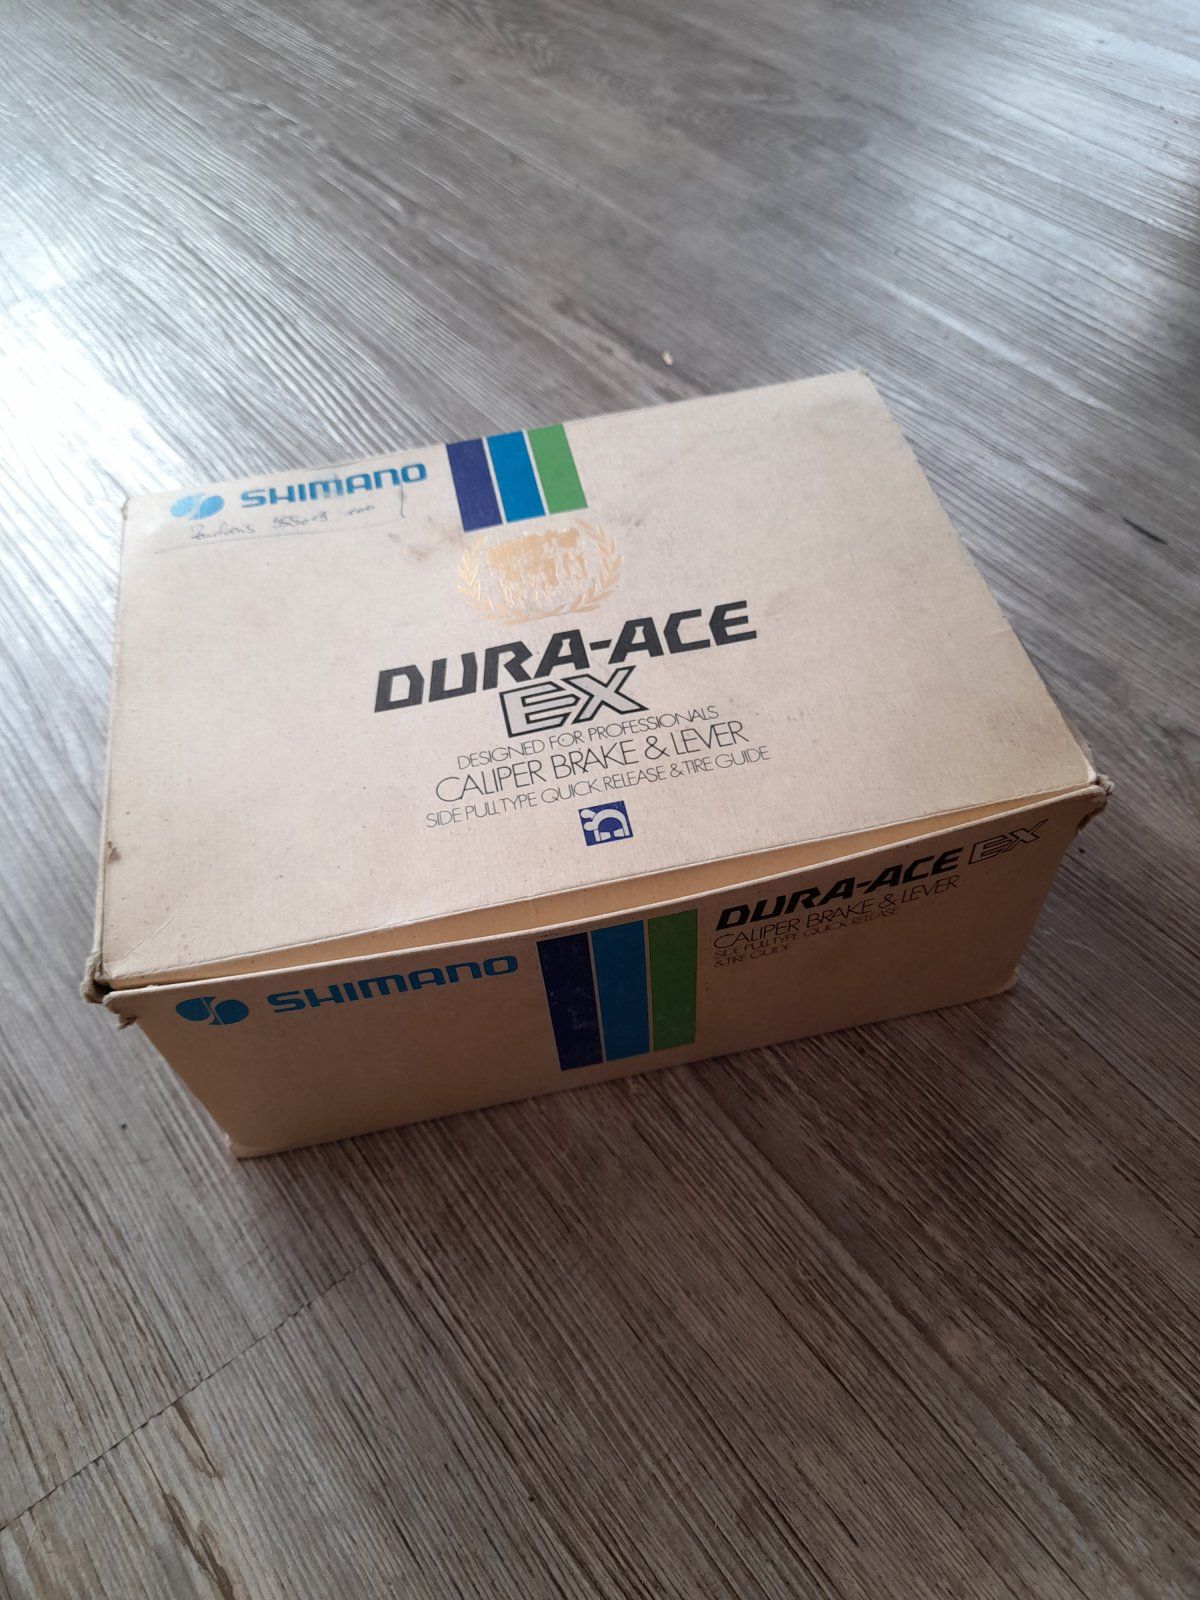 SHIMANO
DURA-ACE
EX
DESIGNED FOR PROFESSIONALS
CALIPER BRAKE & LEVER
SIDE PULL TYPE QUICK RELEASE & TIRE GUIDE
SHIMANO
DURA-ACE EX
CALIPER BRAKE & LEVER
SIDE PULL TYPE QUICK RELEASE
& TIRE GUIDE